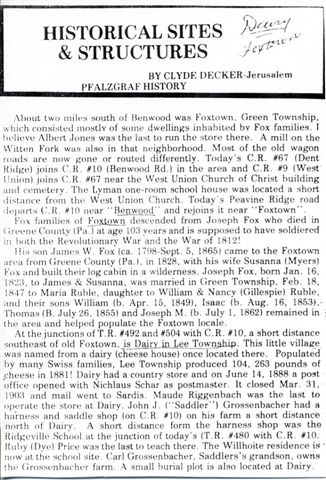 HISTORICAL SITES
& STRUCTURES
Dairy
Foxtown
BY CLYDE DECKER-Jerusalem
PFALZGRAF HISTORY
About two miles south of Benwood was Foxtown, Green Township,
which consisted mostly of some dwellings inhabited by Fox families. I
believe Albert Jones was the last to run the store there. A mill on the
Witten Fork was also in that neighborhood. Most of the old wagon
roads are now gone or routed differently. Today's C.R. #67 (Dent
Ridge) joins C.R. #10 (Benwood Rd.) in the area and C.R. #9 (West
Union) joins C.R. #67 near the West Union Church of Christ building
and cemetery. The Lyman one-room school house was located a short
distance from the West Union Church. Today's Peavine Ridge road
departs C.R. #10 near "Benwood" and rejoins it near "Foxtown".
Fox families of Foxtown descended from Joseph Fox who died in
Greene County (Pa.) at age 103 years and is supposed to have soldiered
in both the Revolutionary War and the War of 1812!
His son James W. Fox (ca. 1798-Sept. 5, 1865) came to the Foxtown
area from Greene County (Pa.), in 1828, with his wife Susanna (Myers)
Fox and built their log cabin in a wilderness. Joseph Fox, born Jan. 16,
1823, to James & Susanna, was married in Green Township, Feb. 18,
1847 to Maria Ruble, daughter to William & Nancy (Gillespie) Ruble,
and their sons William (b. Apr. 15, 1849), Isaac (b. Aug. 16, 1853),
Thomas (B. July 26, 1855) and Joseph M. (b. July 1, 1862) remained in
the area and helped populate the Foxtown locale.
At the junctions of T.R. #492 and #504 with C.R. #10, a short distance
southeast of old Foxtown, is Dairy in Lee Township. This little village
was named from a dairy (cheese house) once located there. Populated
by many Swiss families, Lee Township produced 104, 263 pounds of
cheese in 1881! Dairy had a country store and on June 14, 1888 a post
office opened with Nichlaus Schar as postmaster. It closed Mar. 31,
1903 and mail went to Sardis. Maude Riggenbach was the last to
operate the store at Dairy. John J. ("Saddler") Grossenbacher had a
harness and saddle shop (on C.R. #10) on his farm a short distance
north of Dairy. A short distance form the harness shop was the
Ridgeville School at the junction of today's (T.R. #480 with C.R. #10.
Ruby (Dye) Price was the last to teach there. The Willhoite residence is
now at the school site. Carl Grossenbacher, Saddler's grandson, owns
the Grossenbacher farm. A small burial plot is also located at Dairy.